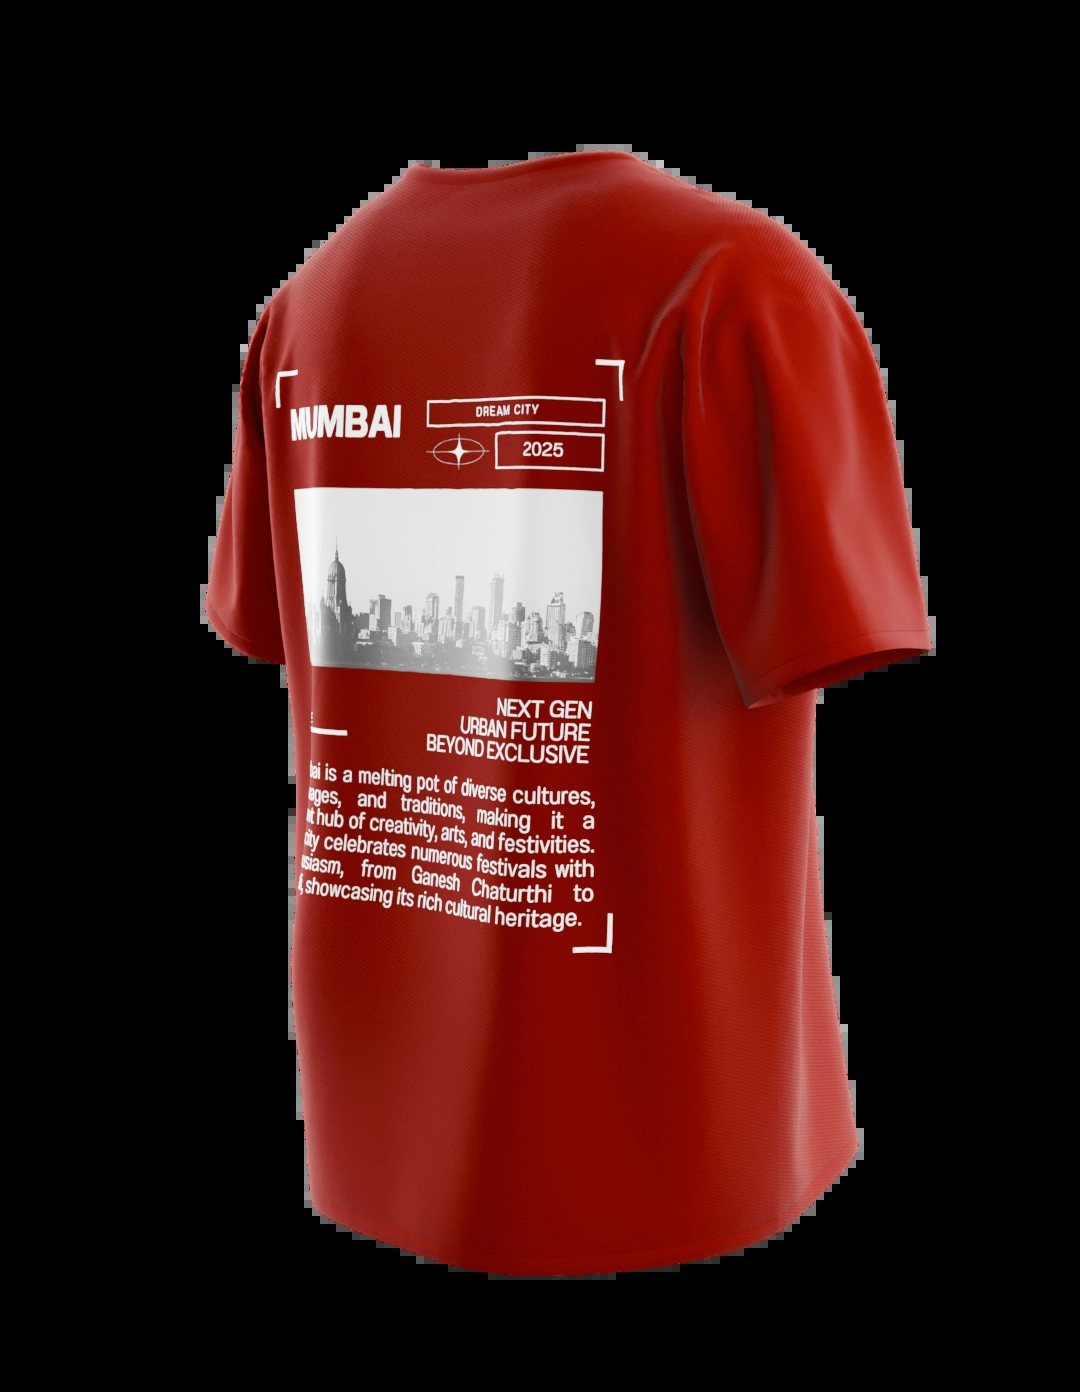 MUMBAI
DREAM CITY
2025
NEXT GEN
URBAN FUTURE
BEYOND EXCLUSIVE
is a melting pot of diverse cultures,
and traditions, making it a
hub of creativity, arts, and festivities.
city celebrates numerous festivals with
from Ganesh Chaturthi to
showcasing its rich cultural heritage.